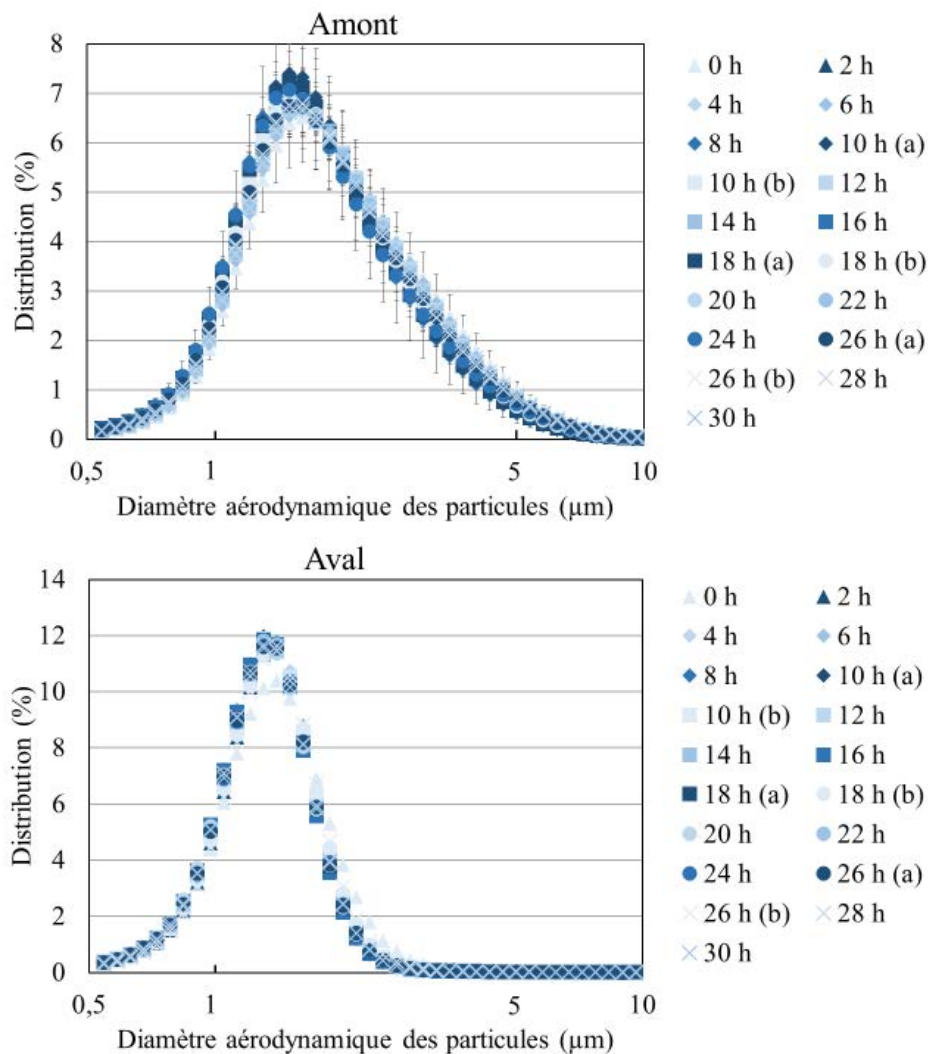 Amont
8
7
6
5
4
3
2
1
0
Distribution (%)
0,5 1 5 10
Diamètre aérodynamique des particules (µm)
0 h 2 h
4 h 6 h
8 h 10 h (a)
10 h (b) 12 h
14 h 16 h
18 h (a) 18 h (b)
20 h 22 h
24 h 26 h (a)
26 h (b) 28 h
30 h
Aval
14
12
10
8
6
4
2
0
Distribution (%)
0,5 1 5 10
Diamètre aérodynamique des particules (µm)
0 h 2 h
4 h 6 h
8 h 10 h (a)
10 h (b) 12 h
14 h 16 h
18 h (a) 18 h (b)
20 h 22 h
24 h 26 h (a)
26 h (b) 28 h
30 h